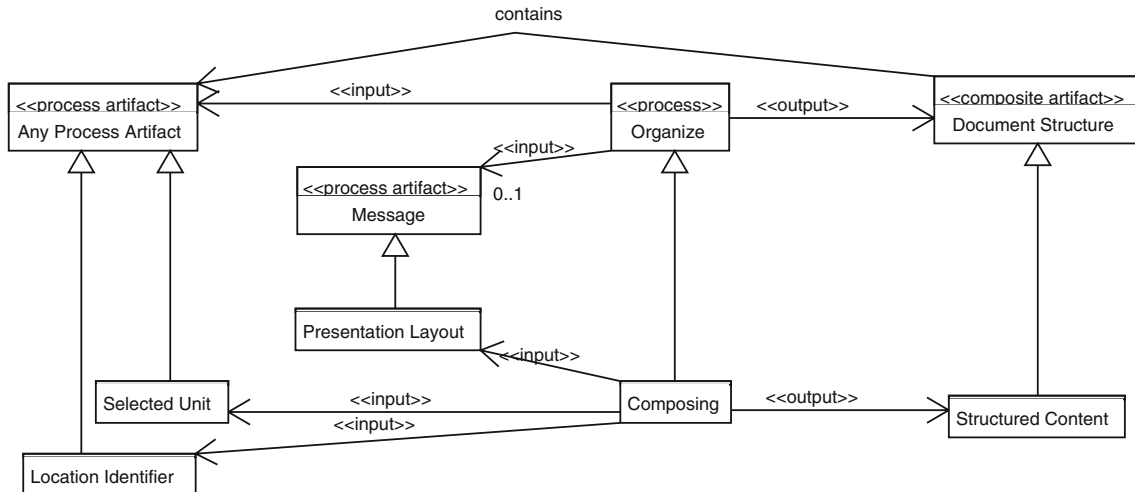 contains
<<process artifact>>
Any Process Artifact
<<input>>
<<process>>
Organize
<<output>>
<<composite artifact>>
Document Structure
<<input>>
0..1
<<process artifact>>
Message
Presentation Layout
<<input>>
Selected Unit
<<input>>
<<input>>
Composing
<<output>>
Structured Content
Location Identifier